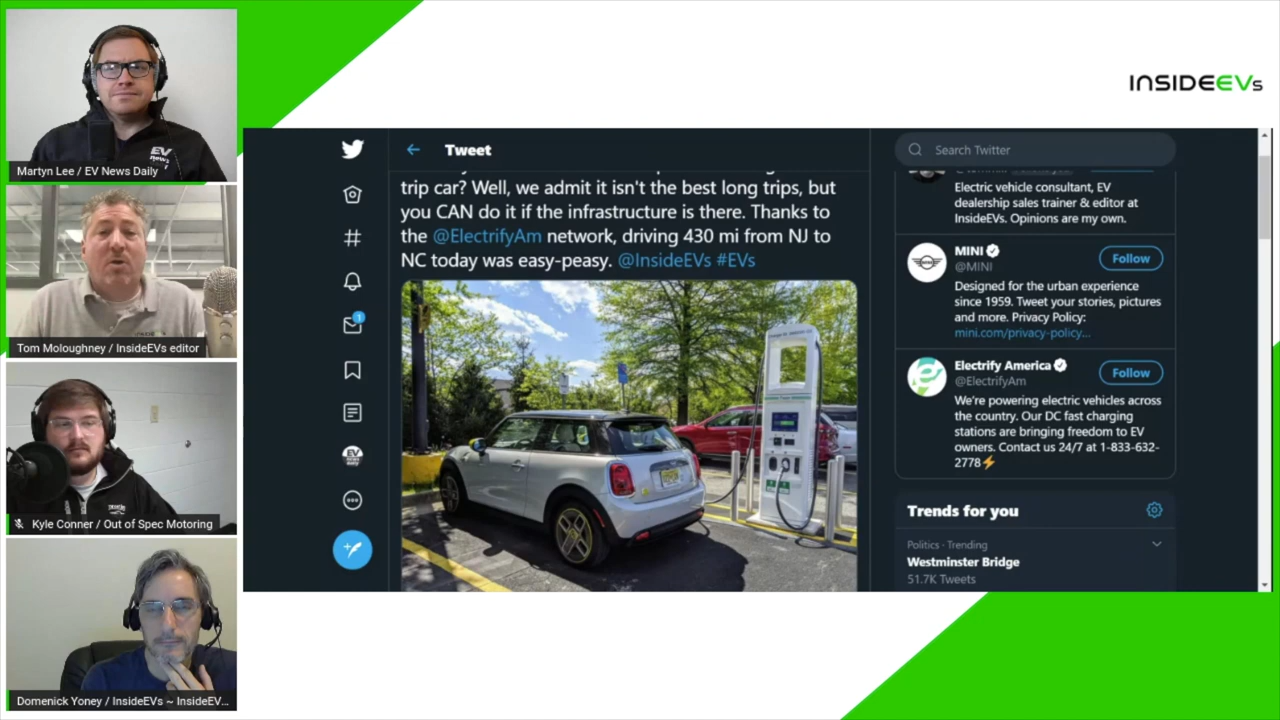 Martyn Lee / EV News Daily
EV
news
Tom Moloughney / InsideEVs editor
Kyle Conner / Out of Spec Motoring
Domenick Yoney / InsideEVs ~ InsideEV...
INSIDEEVs
Tweet
trip car? Well, we admit it isn't the best long trips, but
you CAN do it if the infrastructure is there. Thanks to
the @ElectrifyAm network, driving 430 mi from NJ to
NC today was easy-peasy. @InsideEVs #EVs
1
EV
news
Search Twitter
Electric vehicle consultant, EV
dealership sales trainer & editor at
InsideEVs. Opinions are my own.
MINI
@MINI
Follow
Designed for the urban experience
since 1959. Tweet your stories, pictures
and more. Privacy Policy:
mini.com/privacy-policy...
Electrify America
@ElectrifyAm
Follow
We're powering electric vehicles across
the country. Our DC fast charging
stations are bringing freedom to EV
owners. Contact us 24/7 at 1-833-632-
2778⚡
Trends for you
Politics · Trending
Westminster Bridge
51.7K Tweets